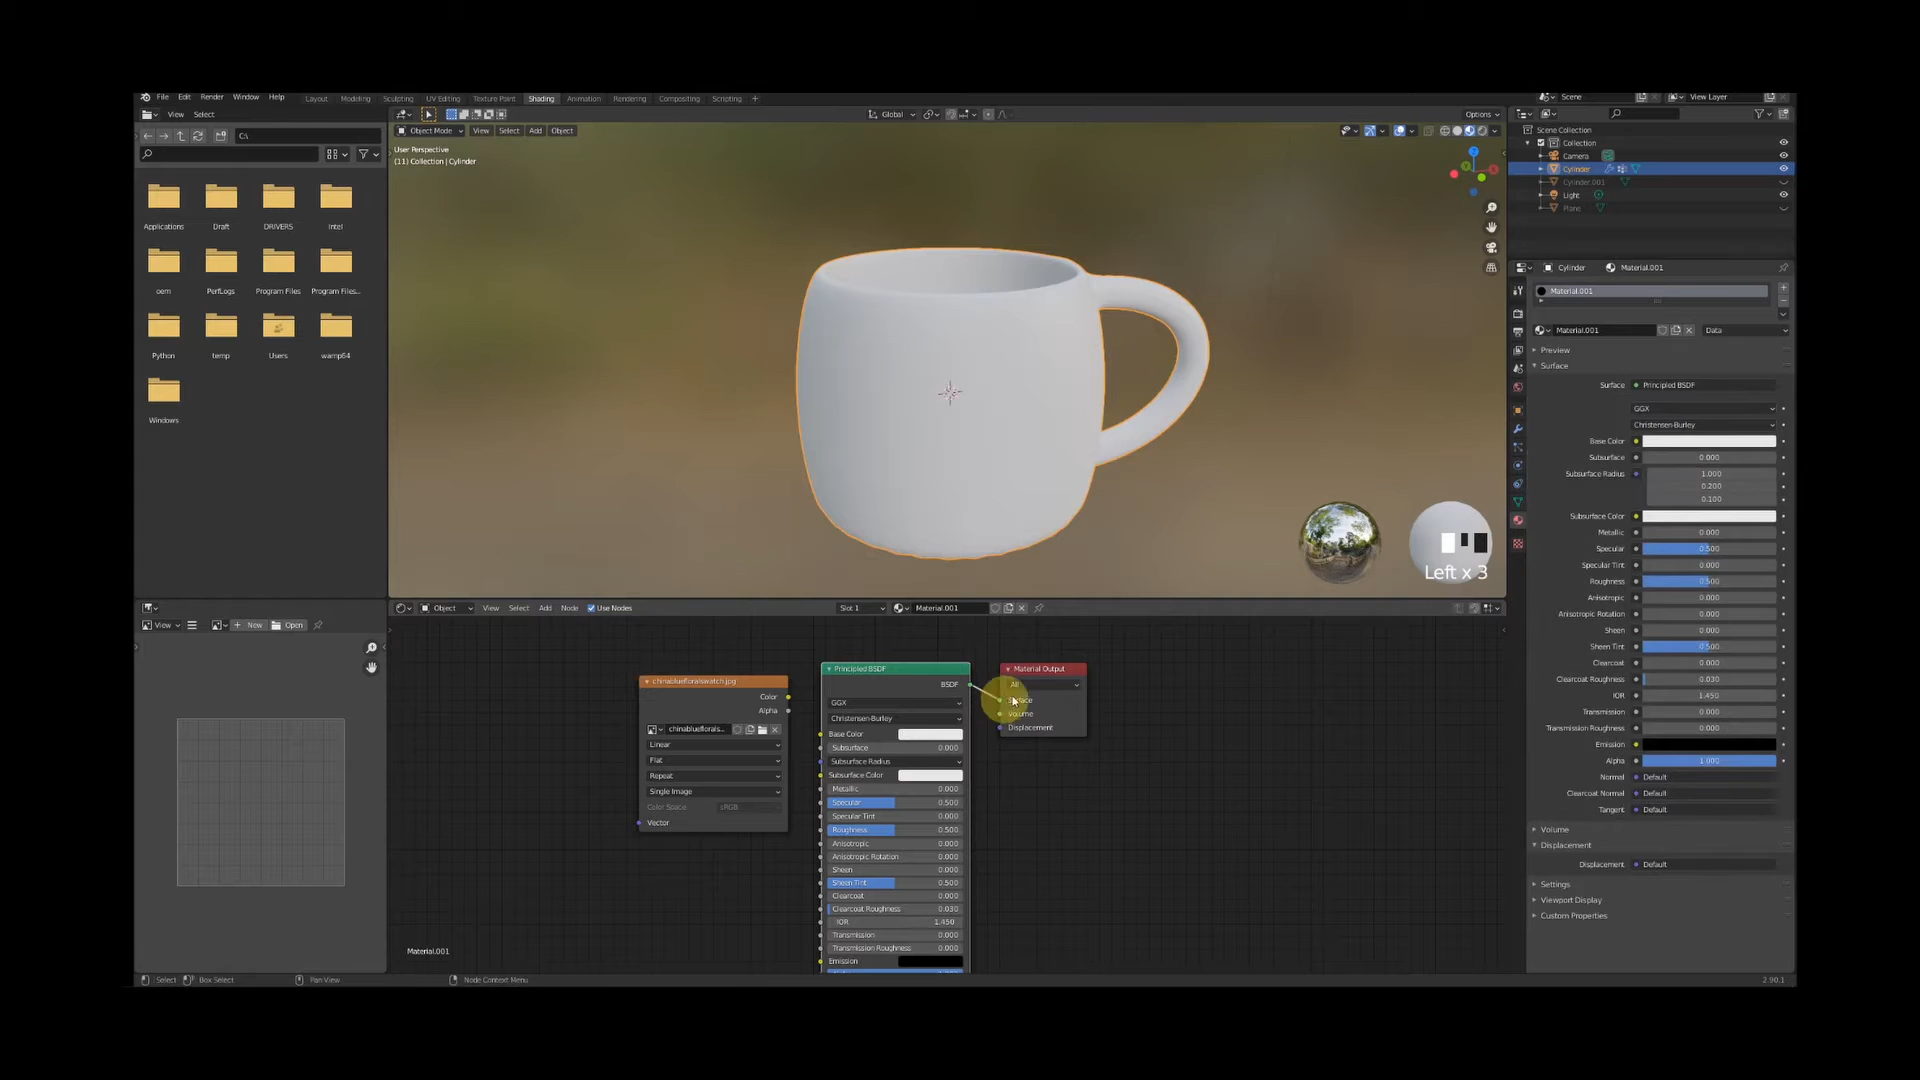 File Edit Render Window Help Layout Modeling Sculpting UV Editing Texture Paint Shading Animation Rendering Compositing Scripting + Scene View Layer
View Select Global Options
C:\
Object Mode View Select Add Object
User Perspective
(11) Collection | Cylinder
Applications Draft DRIVERS Intel
oem PerfLogs Program Files Program Files...
Python temp Users wamp64
Windows
Left x 3
Scene Collection
Collection
Camera
Cylinder
Cylinder.001
Light
Plane
Cylinder Material.001
Material.001
Material.001 Data
Preview
Surface
Surface Principled BSDF
GGX
Christensen-Burley
Base Color
Subsurface 0.000
Subsurface Radius 1.000
0.200
0.100
Subsurface Color
Metallic 0.000
Specular 0.500
Specular Tint 0.000
Roughness 0.500
Anisotropic 0.000
Anisotropic Rotation 0.000
Sheen 0.000
Sheen Tint 0.500
Clearcoat 0.000
Clearcoat Roughness 0.030
IOR 1.450
Transmission 0.000
Transmission Roughness 0.000
Emission
Alpha 1.000
Normal Default
Clearcoat Normal Default
Tangent Default
Volume
Displacement
Displacement Default
Settings
Viewport Display
Custom Properties
View New Open
Object View Select Add Node Use Nodes Slot 1 Material.001
chinabluefloralswatch.jpg
Color
Alpha
chinablueflorals...
Linear
Flat
Repeat
Single Image
Color Space sRGB
Vector
Principled BSDF
BSDF
GGX
Christensen-Burley
Base Color
Subsurface 0.000
Subsurface Radius
Subsurface Color
Metallic 0.000
Specular 0.500
Specular Tint 0.000
Roughness 0.500
Anisotropic 0.000
Anisotropic Rotation 0.000
Sheen 0.000
Sheen Tint 0.500
Clearcoat 0.000
Clearcoat Roughness 0.030
IOR 1.450
Transmission 0.000
Transmission Roughness 0.000
Emission
Material Output
All
Surface
Volume
Displacement
Material.001
Select Box Select Pan View Node Context Menu 2.90.1